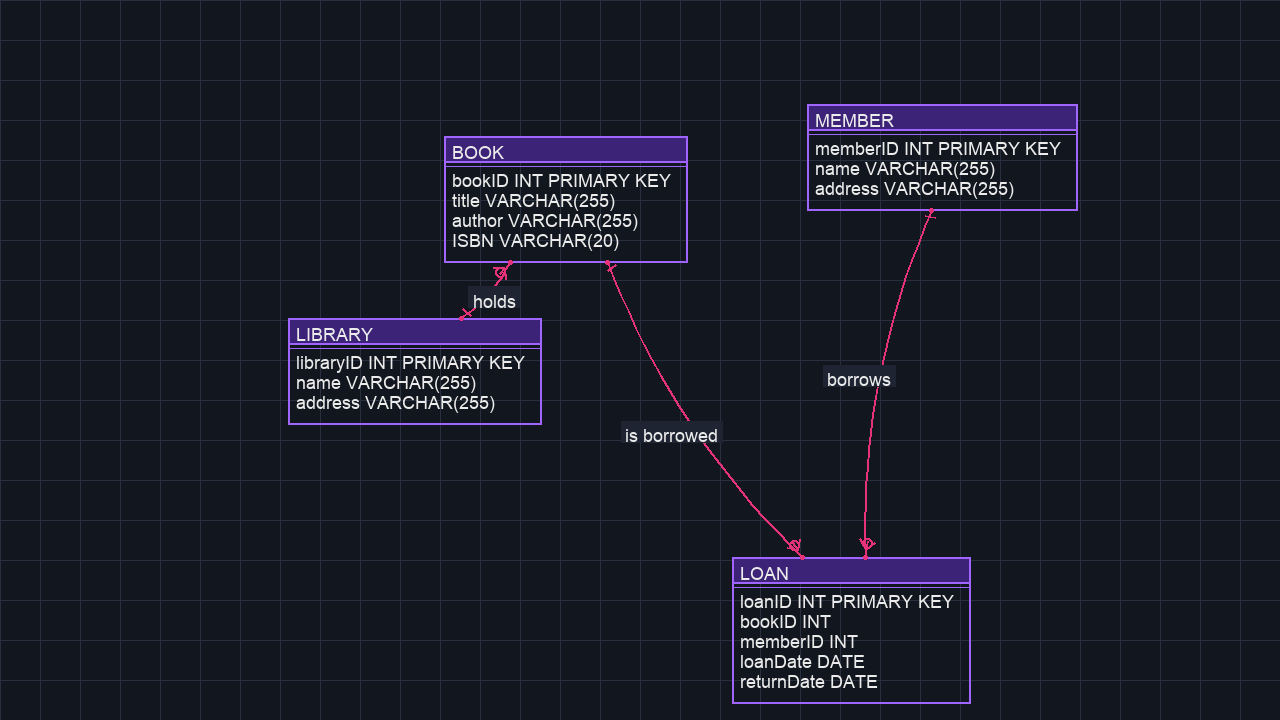 MEMBER
memberID INT PRIMARY KEY
name VARCHAR(255)
address VARCHAR(255)
BOOK
bookID INT PRIMARY KEY
title VARCHAR(255)
author VARCHAR(255)
ISBN VARCHAR(20)
holds
LIBRARY
libraryID INT PRIMARY KEY
name VARCHAR(255)
address VARCHAR(255)
borrows
is borrowed
LOAN
loanID INT PRIMARY KEY
bookID INT
memberID INT
loanDate DATE
returnDate DATE